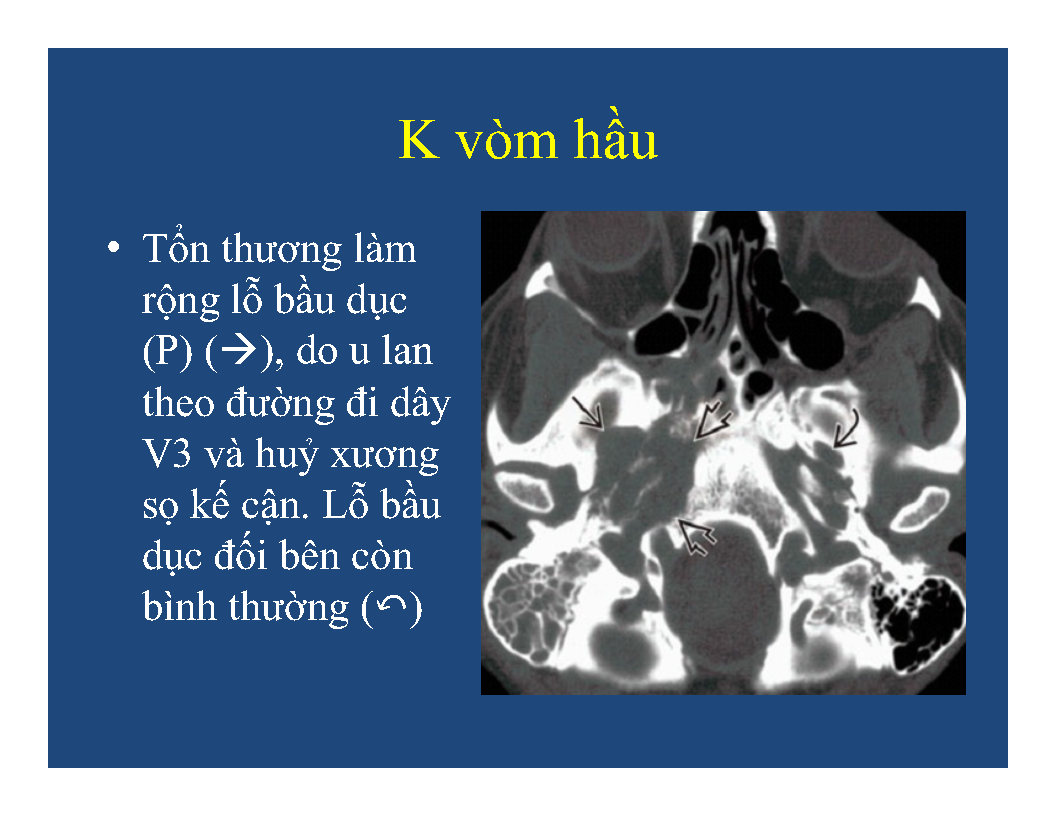 K vòm hầu
• Tổn thương làm
rộng lỗ bầu dục
(P) (→), do u lan
theo đường đi dây
V3 và huỷ xương
sọ kế cận. Lỗ bầu
dục đối bên còn
bình thường (⤺)